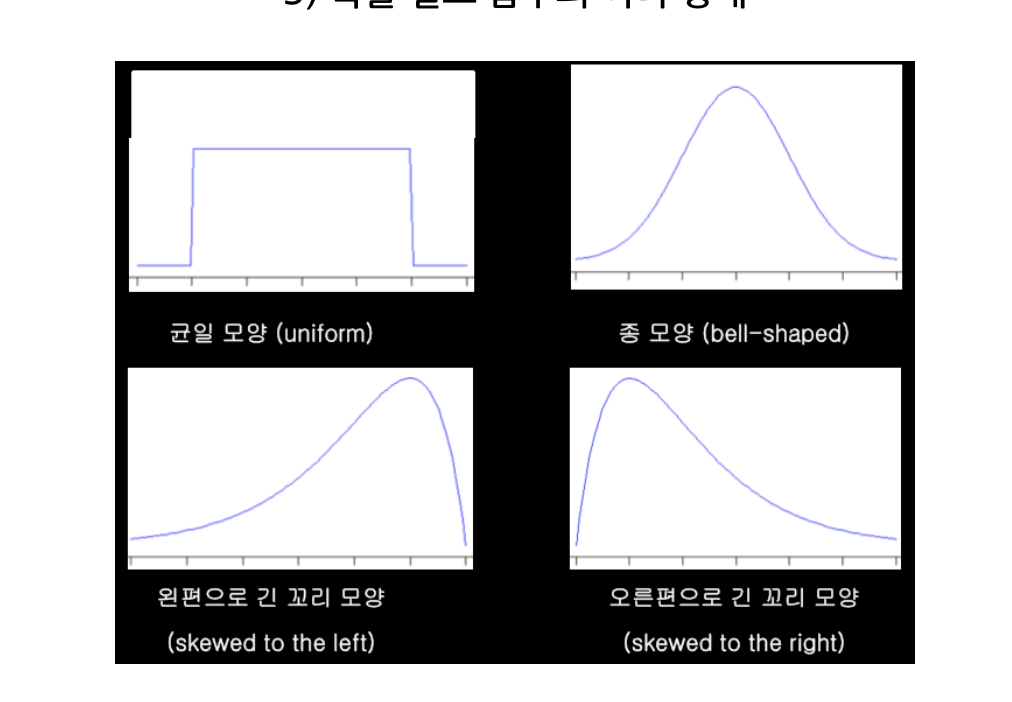 균일 모양 (uniform)
종 모양 (bell-shaped)
왼편으로 긴 꼬리 모양
(skewed to the left)
오른편으로 긴 꼬리 모양
(skewed to the right)